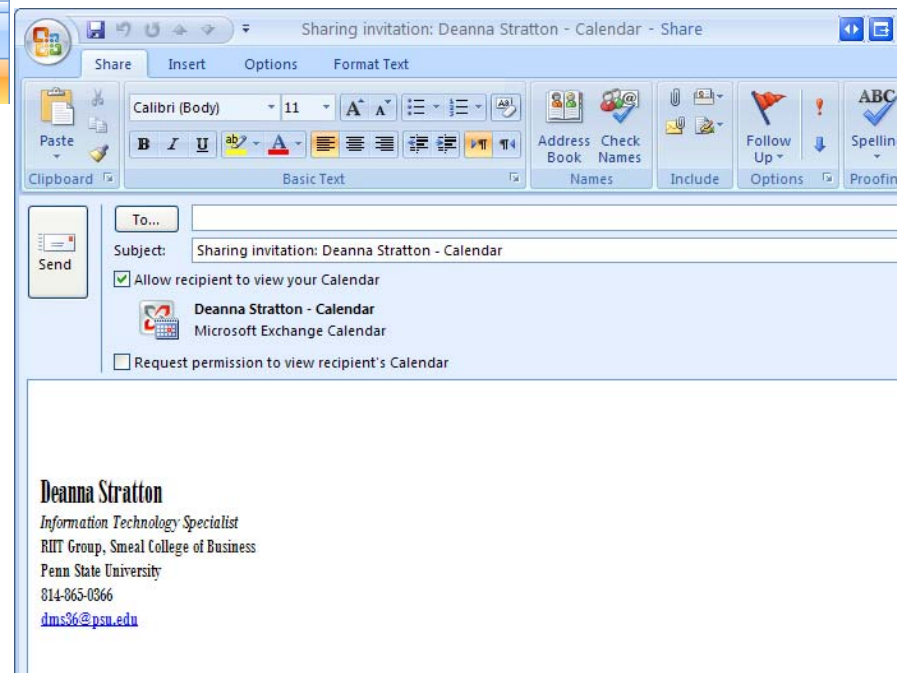 Sharing invitation: Deanna Stratton - Calendar - Share
Share Insert Options Format Text
Calibri (Body) 11 A A
Paste B I U ab A
Address Book Check Names
Follow Up
ABC Spellin
Clipboard Basic Text Names Include Options Proofin
To...
Send
Subject: Sharing invitation: Deanna Stratton - Calendar
Allow recipient to view your Calendar
Deanna Stratton - Calendar
Microsoft Exchange Calendar
Request permission to view recipient's Calendar
Deanna Stratton
Information Technology Specialist
RIIT Group, Smeal College of Business
Penn State University
814-865-0366
dms36@psu.edu